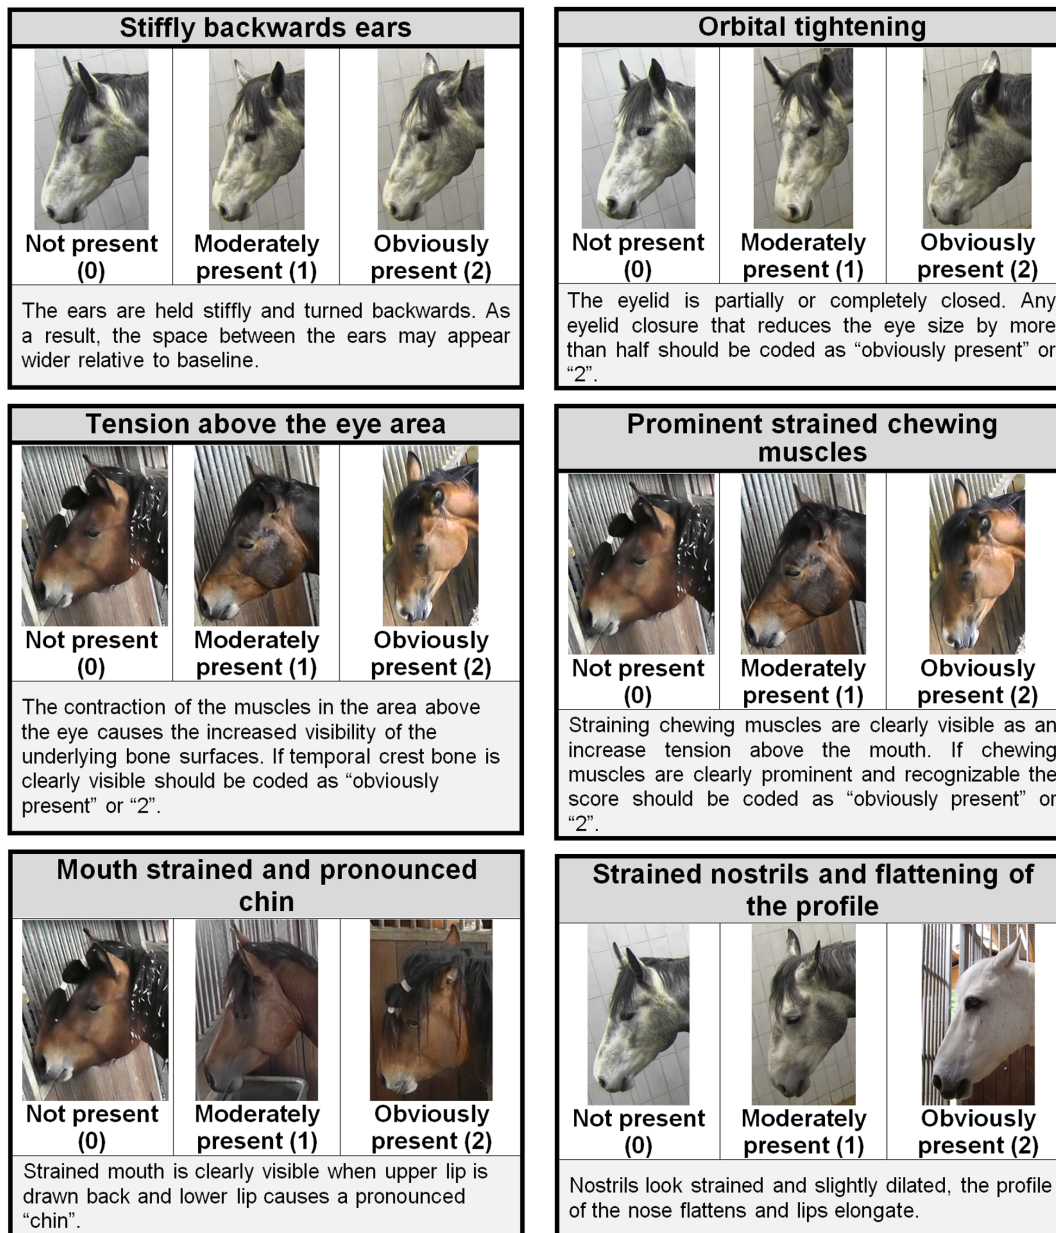 Stiffly backwards ears
Not present
(0)
Moderately
present (1)
Obviously
present (2)
The ears are held stiffly and turned backwards. As
a result, the space between the ears may appear
wider relative to baseline.
Orbital tightening
Not present
(0)
Moderately
present (1)
Obviously
present (2)
The eyelid is partially or completely closed. Any
eyelid closure that reduces the eye size by more
than half should be coded as “obviously present” or
“2”.
Tension above the eye area
Not present
(0)
Moderately
present (1)
Obviously
present (2)
The contraction of the muscles in the area above
the eye causes the increased visibility of the
underlying bone surfaces. If temporal crest bone is
clearly visible should be coded as “obviously
present” or “2”.
Prominent strained chewing
muscles
Not present
(0)
Moderately
present (1)
Obviously
present (2)
Straining chewing muscles are clearly visible as an
increase tension above the mouth. If chewing
muscles are clearly prominent and recognizable the
score should be coded as “obviously present” or
“2”.
Mouth strained and pronounced
chin
Not present
(0)
Moderately
present (1)
Obviously
present (2)
Strained mouth is clearly visible when upper lip is
drawn back and lower lip causes a pronounced
“chin”.
Strained nostrils and flattening of
the profile
Not present
(0)
Moderately
present (1)
Obviously
present (2)
Nostrils look strained and slightly dilated, the profile
of the nose flattens and lips elongate.